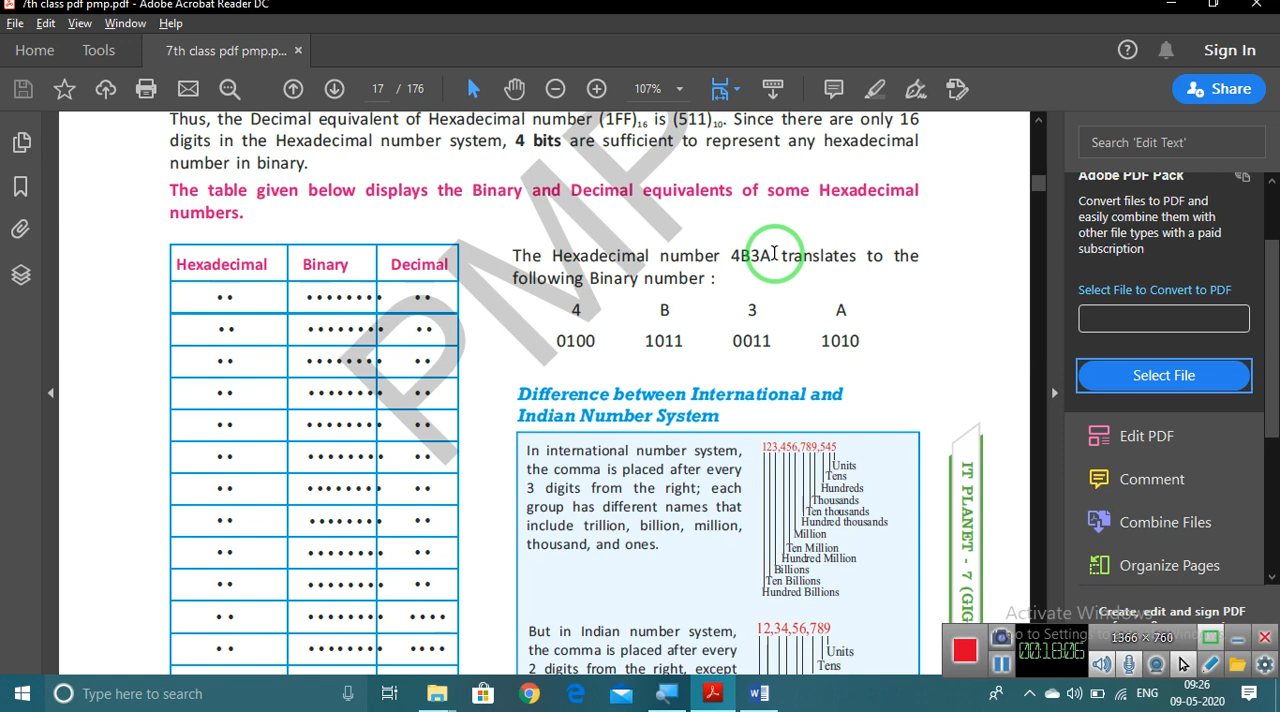 7th class pdf pmp.pdf - Adobe Acrobat Reader DC
File Edit View Window Help
Home Tools 7th class pdf pmp.p... × Sign In
17 / 176 107% Share
Thus, the Decimal equivalent of Hexadecimal number (1FF)16 is (511)10. Since there are only 16
digits in the Hexadecimal number system, 4 bits are sufficient to represent any hexadecimal
number in binary.
The table given below displays the Binary and Decimal equivalents of some Hexadecimal
numbers.
Hexadecimal Binary Decimal
The Hexadecimal number 4B3A translates to the
following Binary number :
4 B 3 A
0100 1011 0011 1010
Difference between International and
Indian Number System
In international number system,
the comma is placed after every
3 digits from the right; each
group has different names that
include trillion, billion, million,
thousand, and ones.
123,456,789,545
Units
Tens
Hundreds
Thousands
Ten thousands
Hundred thousands
Million
Ten Million
Hundred Million
Billions
Ten Billions
Hundred Billions
But in Indian number system,
the comma is placed after every
2 digits from the right, except
12,34,56,789
Units
Tens
PMP
IT PLANET - 7 (GIG
Search 'Edit Text'
Adobe PDF Pack
Convert files to PDF and
easily combine them with
other file types with a paid
subscription
Select File to Convert to PDF
Select File
Edit PDF
Comment
Combine Files
Organize Pages
Activate Windows
Go to Settings to
Create, edit and sign PDF
1366 × 760
00:18:06
Type here to search
ENG
09:26
09-05-2020